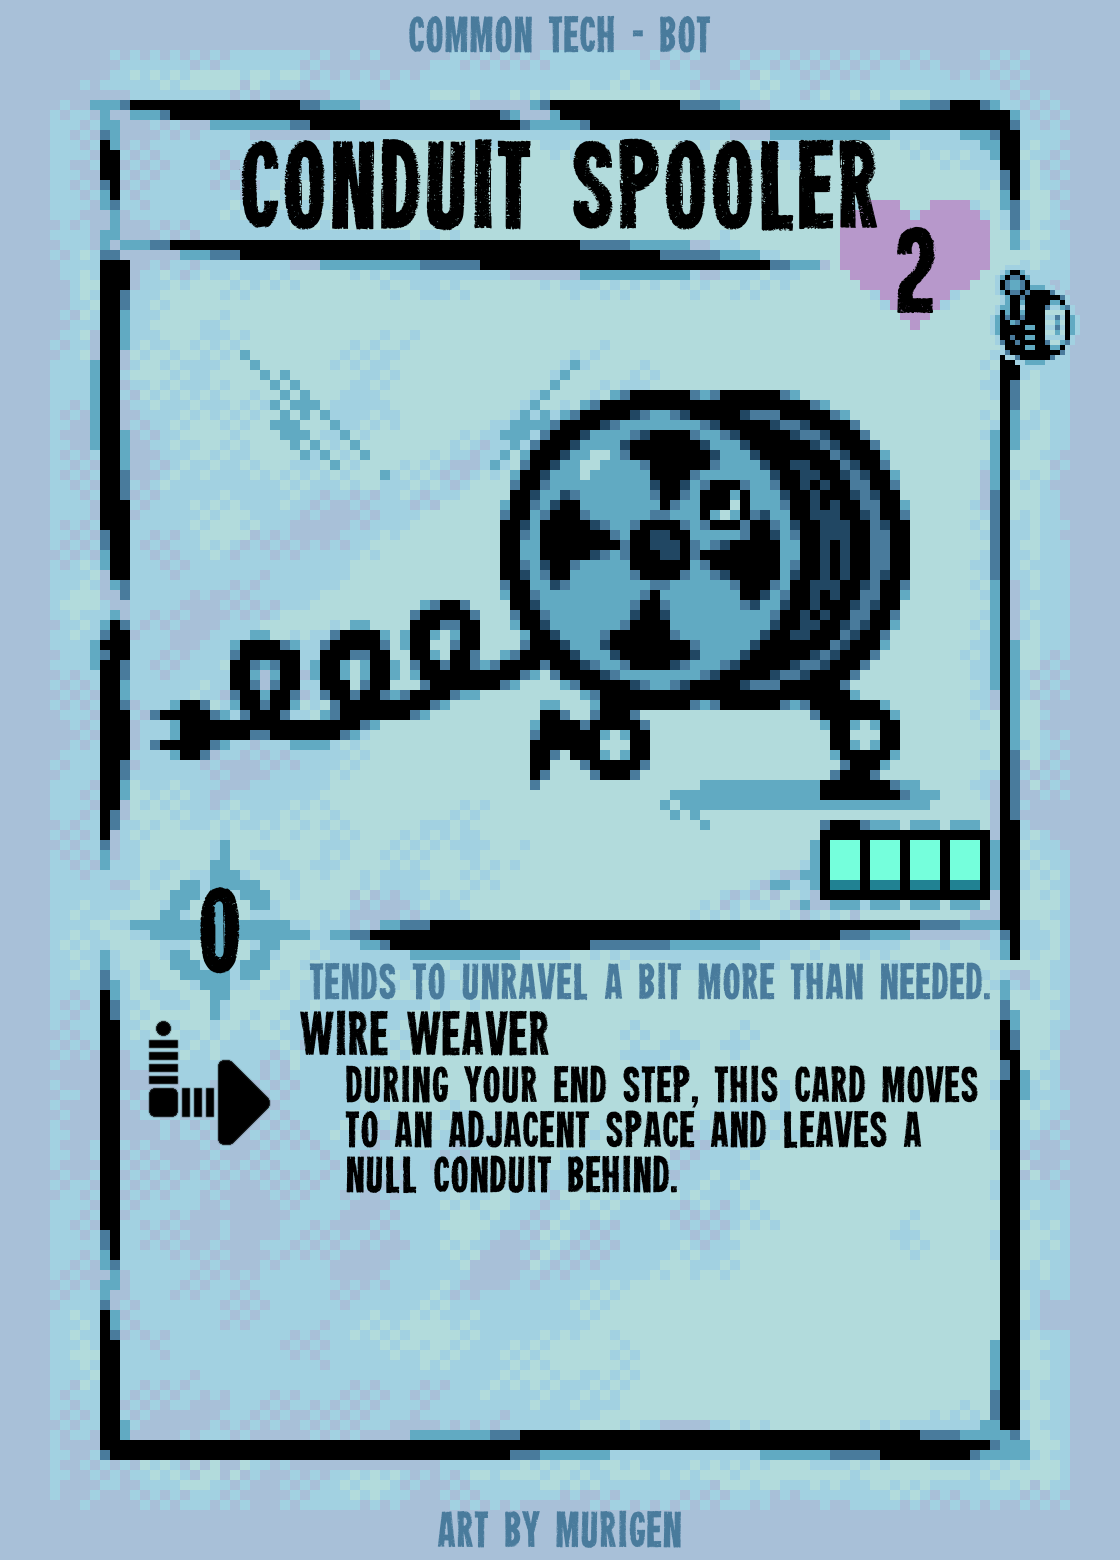 COMMON TECH - BOT
CONDUIT SPOOLER
2
0
TENDS TO UNRAVEL A BIT MORE THAN NEEDED.
WIRE WEAVER
DURING YOUR END STEP, THIS CARD MOVES
TO AN ADJACENT SPACE AND LEAVES A
NULL CONDUIT BEHIND.
ART BY MURIGEN